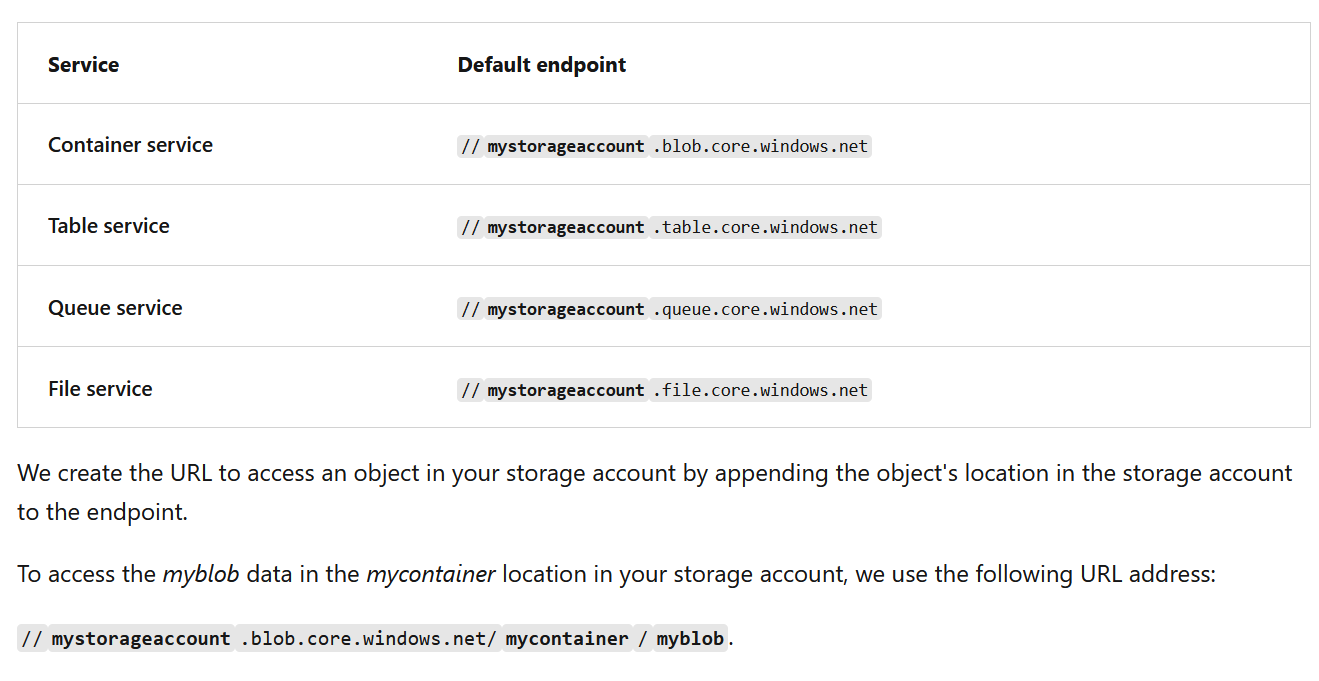 Service Default endpoint
Container service // mystorageaccount .blob.core.windows.net
Table service // mystorageaccount .table.core.windows.net
Queue service // mystorageaccount .queue.core.windows.net
File service // mystorageaccount .file.core.windows.net
We create the URL to access an object in your storage account by appending the object's location in the storage account
to the endpoint.
To access the myblob data in the mycontainer location in your storage account, we use the following URL address:
// mystorageaccount .blob.core.windows.net/ mycontainer / myblob.